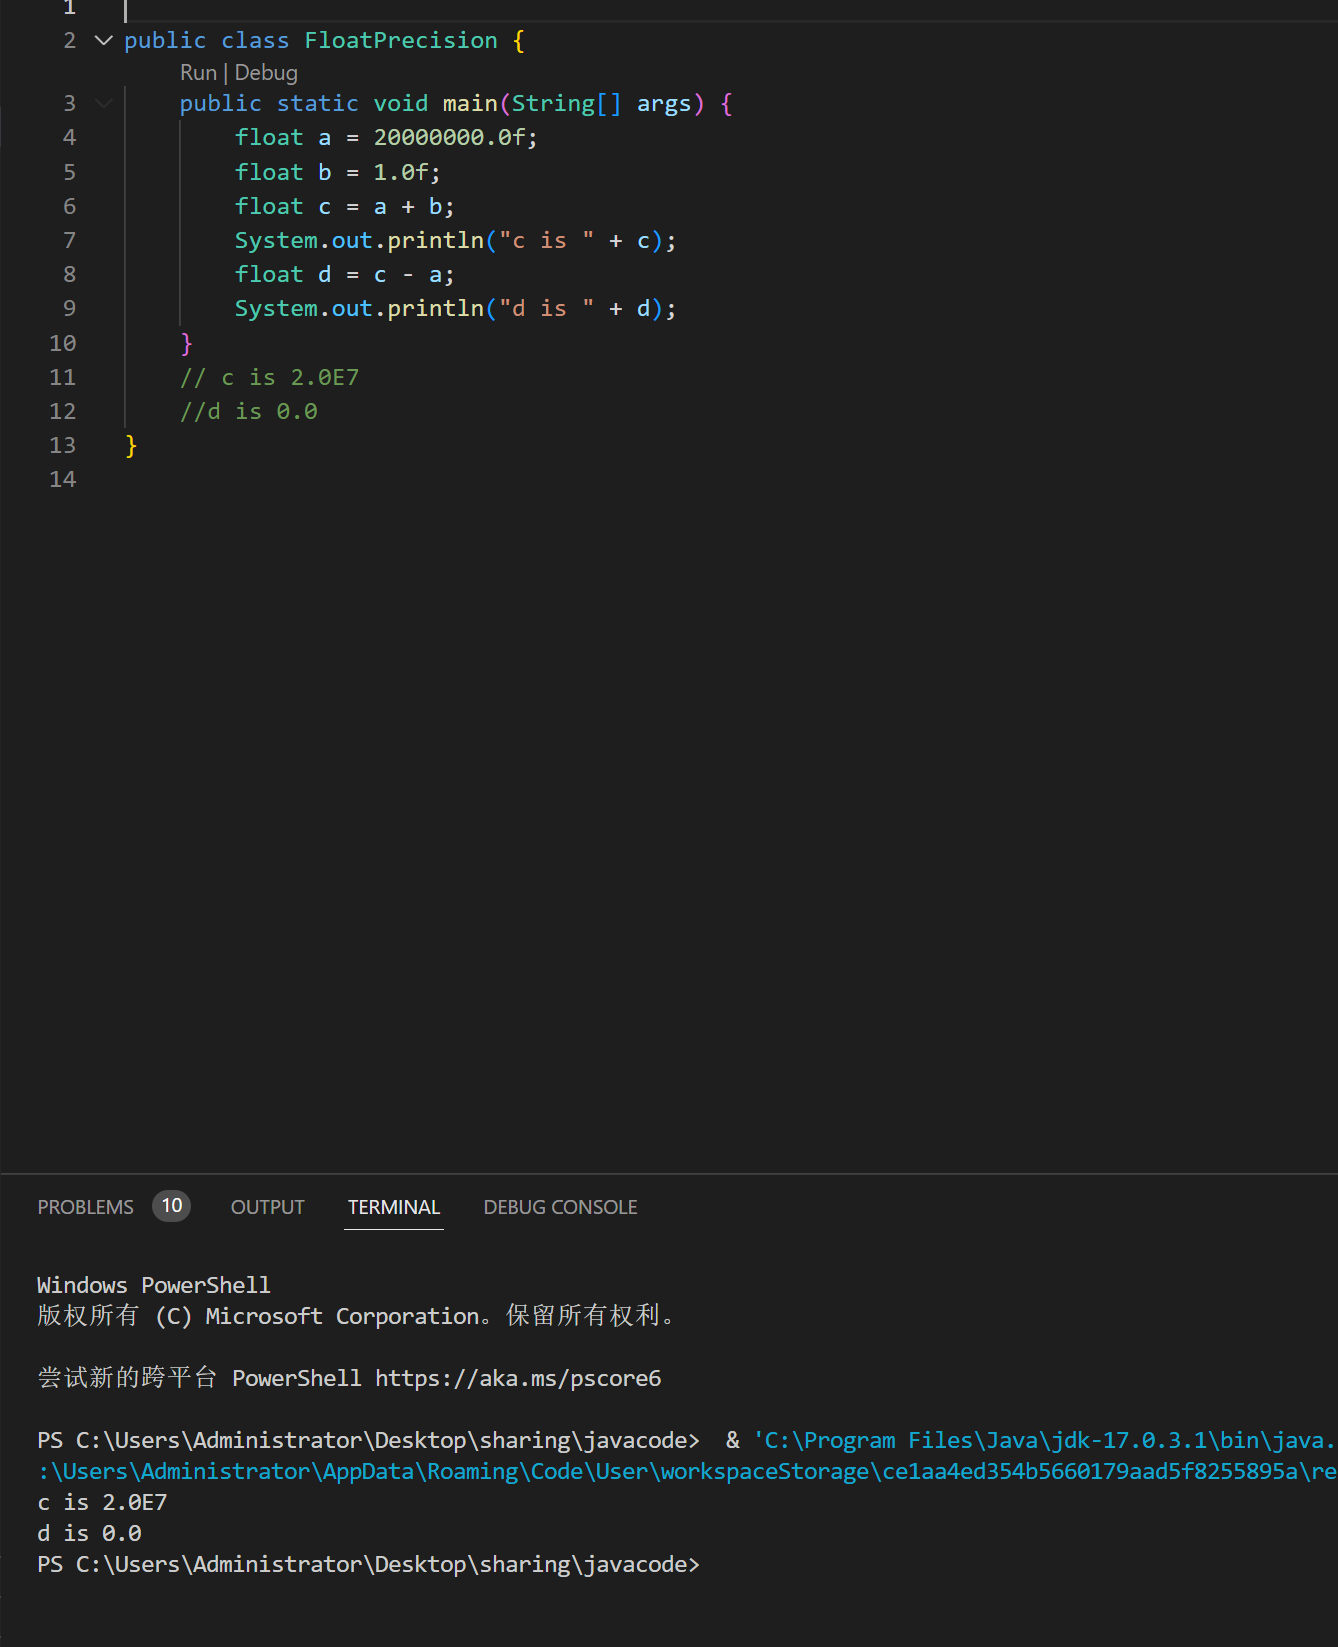 1
2 public class FloatPrecision {
Run | Debug
3 public static void main(String[] args) {
4 float a = 20000000.0f;
5 float b = 1.0f;
6 float c = a + b;
7 System.out.println("c is " + c);
8 float d = c - a;
9 System.out.println("d is " + d);
10 }
11 // c is 2.0E7
12 //d is 0.0
13 }
14
PROBLEMS 10 OUTPUT TERMINAL DEBUG CONSOLE
Windows PowerShell
版权所有 (C) Microsoft Corporation。保留所有权利。
尝试新的跨平台 PowerShell https://aka.ms/pscore6
PS C:\Users\Administrator\Desktop\sharing\javacode>  & 'C:\Program Files\Java\jdk-17.0.3.1\bin\java.
:\Users\Administrator\AppData\Roaming\Code\User\workspaceStorage\ce1aa4ed354b5660179aad5f8255895a\re
c is 2.0E7
d is 0.0
PS C:\Users\Administrator\Desktop\sharing\javacode>